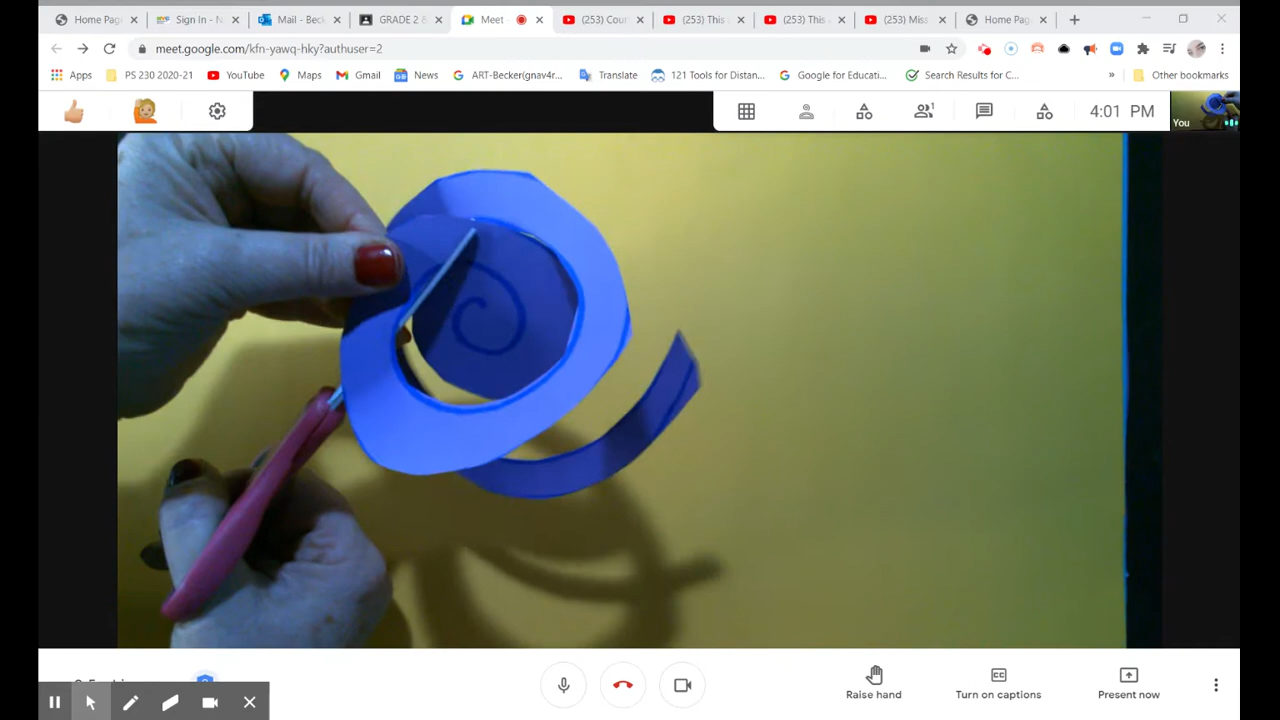 Home Pag
Sign In - N
Mail - Beck
GRADE 2 &
Meet -
(253) Cour
(253) This
(253) This
(253) Miss
Home Pag
meet.google.com/kfn-yawq-hky?authuser=2
Apps
PS 230 2020-21
YouTube
Maps
Gmail
News
ART-Becker(gnav4r...
Translate
121 Tools for Distan...
Google for Educati...
Search Results for C...
»
Other bookmarks
1
4:01 PM
You
Raise hand
Turn on captions
Present now